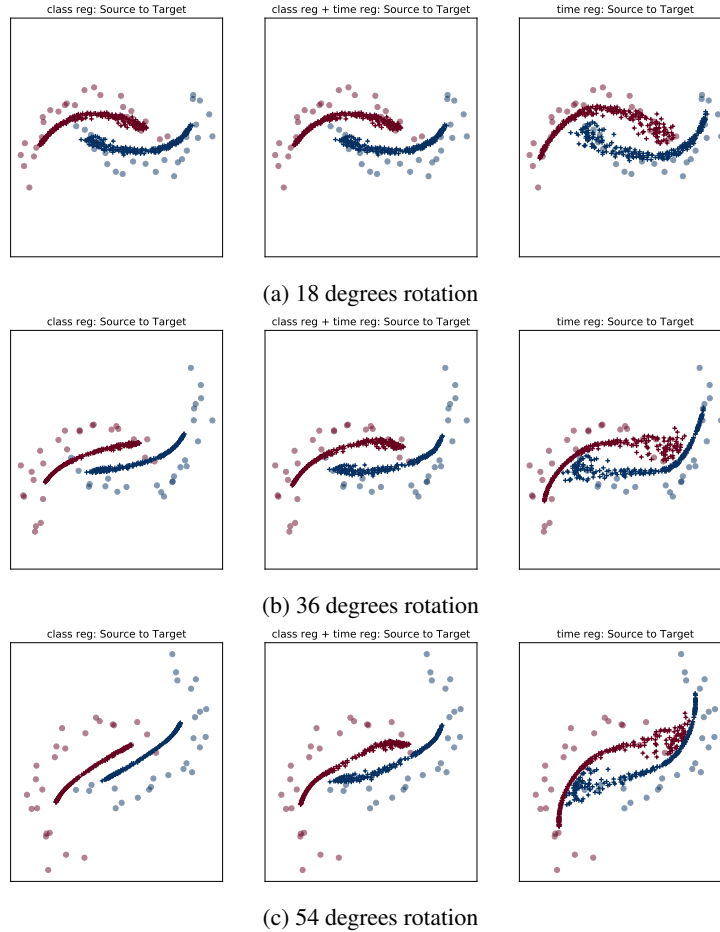 class reg: Source to Target
class reg + time reg: Source to Target
time reg: Source to Target
(a) 18 degrees rotation
class reg: Source to Target
class reg + time reg: Source to Target
time reg: Source to Target
(b) 36 degrees rotation
class reg: Source to Target
class reg + time reg: Source to Target
time reg: Source to Target
(c) 54 degrees rotation